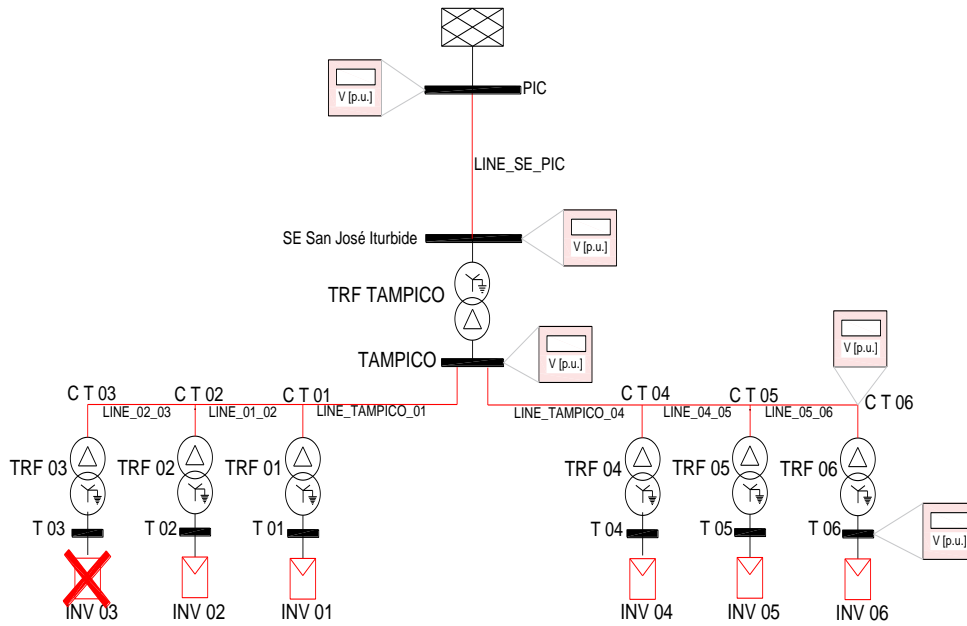 PIC
V [p.u.]
LINE_SE_PIC
SE San José Iturbide
V [p.u.]
TRF TAMPICO
TAMPICO
V [p.u.]
V [p.u.]
C T 03
C T 02
C T 01
C T 04
C T 05
C T 06
LINE_02_03
LINE_01_02
LINE_TAMPICO_01
LINE_TAMPICO_04
LINE_04_05
LINE_05_06
TRF 03
TRF 02
TRF 01
TRF 04
TRF 05
TRF 06
T 03
T 02
T 01
T 04
T 05
T 06
V [p.u.]
INV 03
INV 02
INV 01
INV 04
INV 05
INV 06